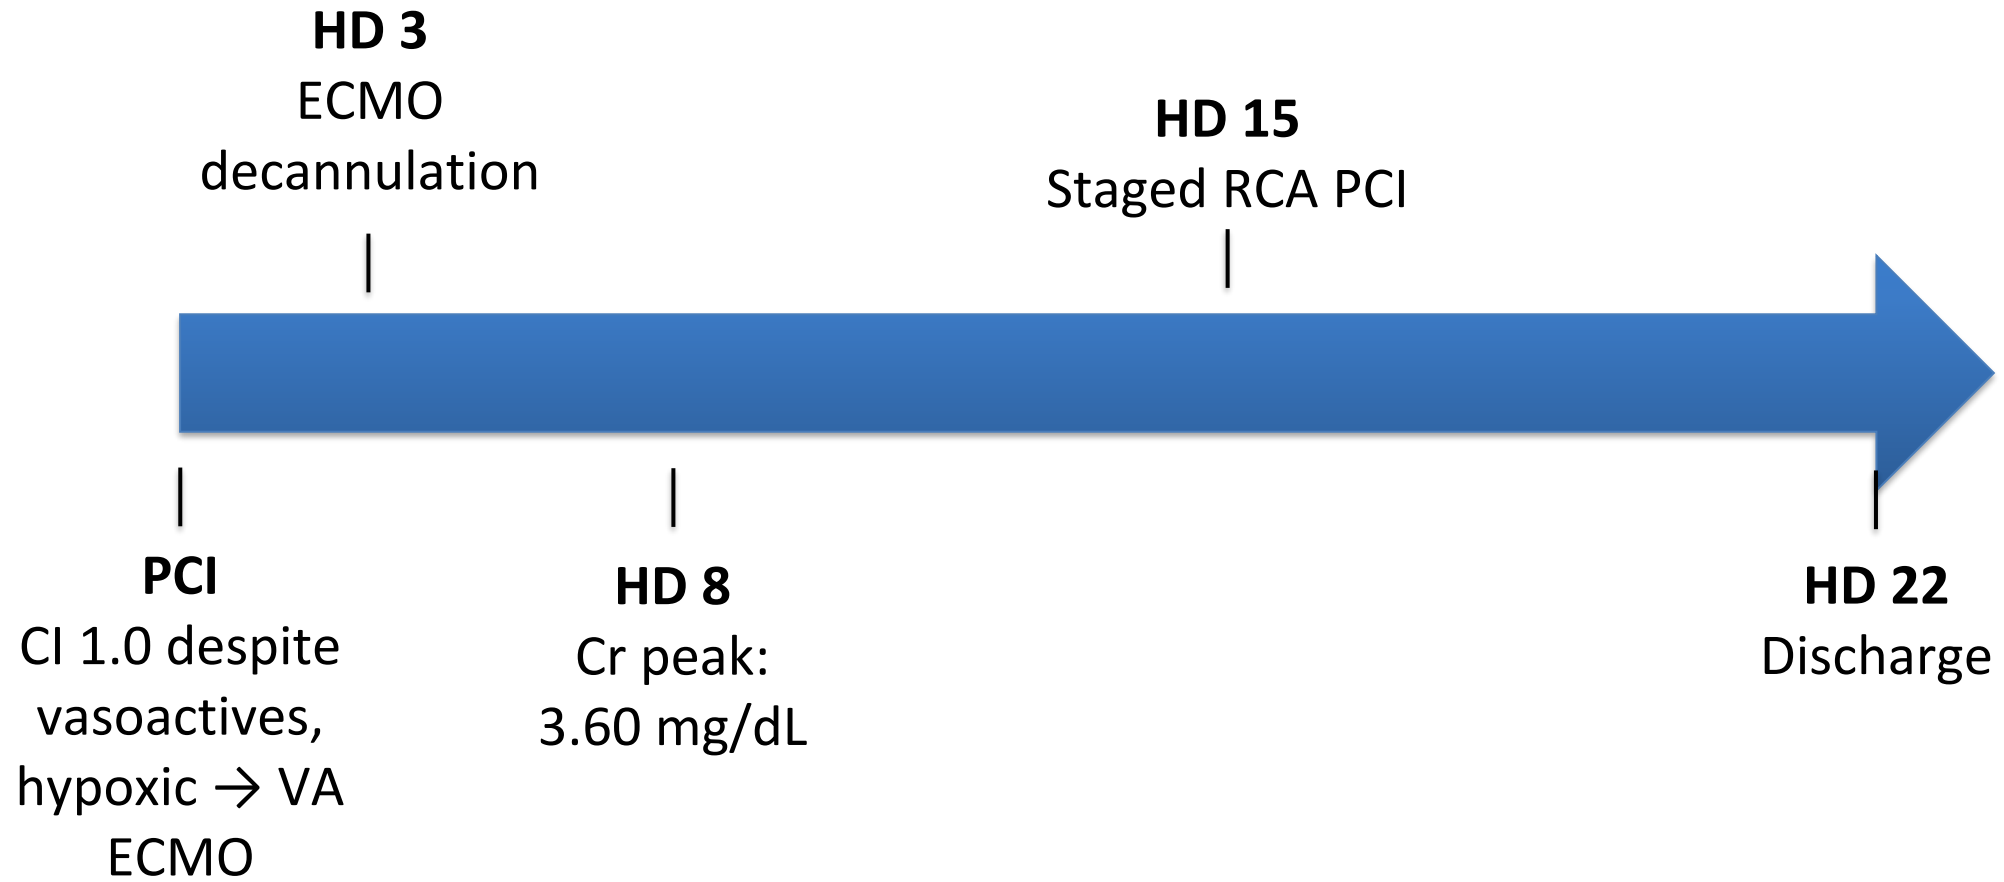 HD 3
ECMO
decannulation
HD 15
Staged RCA PCI
PCI
CI 1.0 despite
vasoactives,
hypoxic → VA
ECMO
HD 8
Cr peak:
3.60 mg/dL
HD 22
Discharge